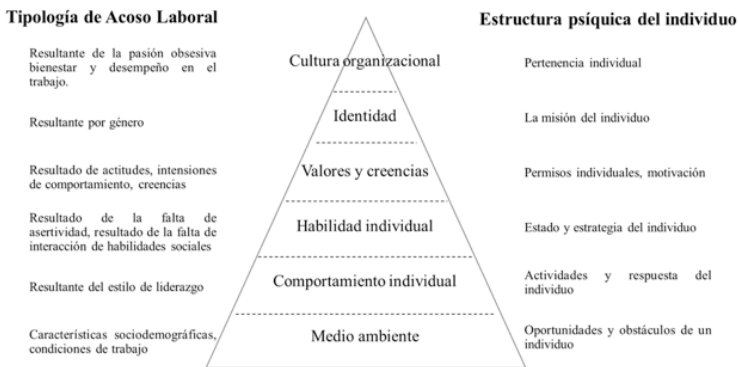 Tipología de Acoso Laboral
Estructura psíquica del individuo
Resultante de la pasión obsesiva
bienestar y desempeño en el
trabajo.
Cultura organizacional
Pertenencia individual
Resultante por género
Identidad
La misión del individuo
Resultado de actitudes, intensiones
de comportamiento, creencias
Valores y creencias
Permisos individuales, motivación
Resultado de la falta de
asertividad, resultado de la falta de
interacción de habilidades sociales
Habilidad individual
Estado y estrategia del individuo
Resultante del estilo de liderazgo
Comportamiento individual
Actividades y respuesta del
individuo
Características sociodemográficas,
condiciones de trabajo
Medio ambiente
Oportunidades y obstáculos de un
individuo